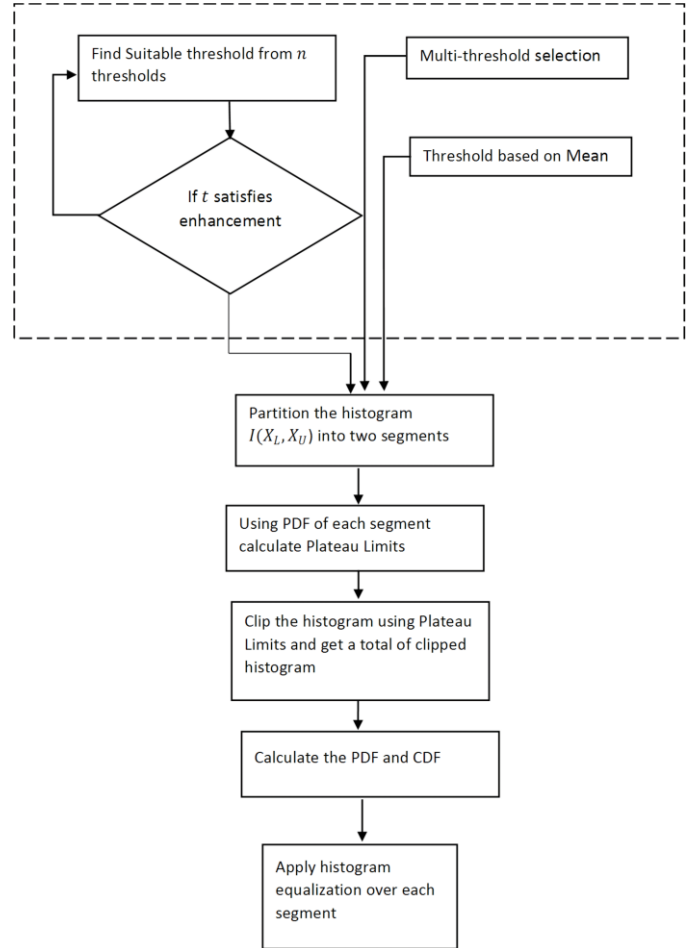 Find Suitable threshold from n
thresholds
Multi-threshold selection
Threshold based on Mean
If t satisfies
enhancement
Partition the histogram
I(X_L, X_U) into two segments
Using PDF of each segment
calculate Plateau Limits
Clip the histogram using Plateau
Limits and get a total of clipped
histogram
Calculate the PDF and CDF
Apply histogram
equalization over each
segment